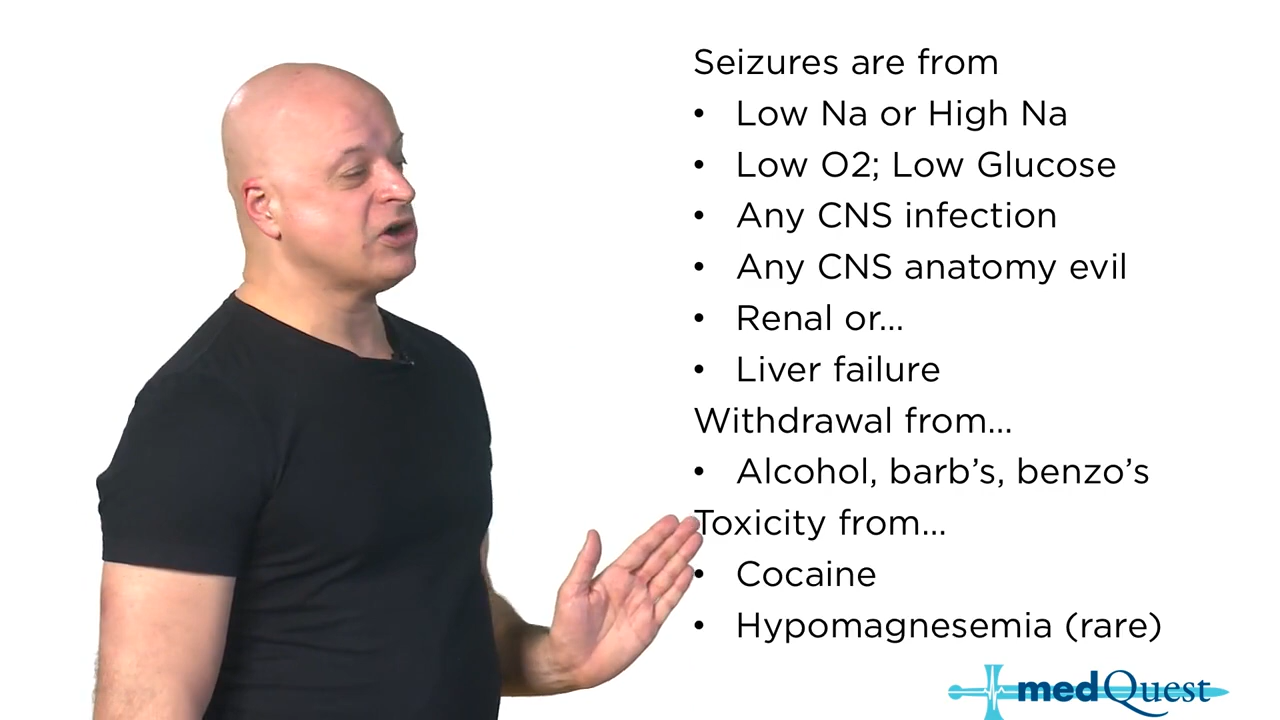 Seizures are from
• Low Na or High Na
• Low O2; Low Glucose
• Any CNS infection
• Any CNS anatomy evil
• Renal or...
• Liver failure
Withdrawal from...
• Alcohol, barb’s, benzo’s
Toxicity from...
• Cocaine
• Hypomagnesemia (rare)
medQuest